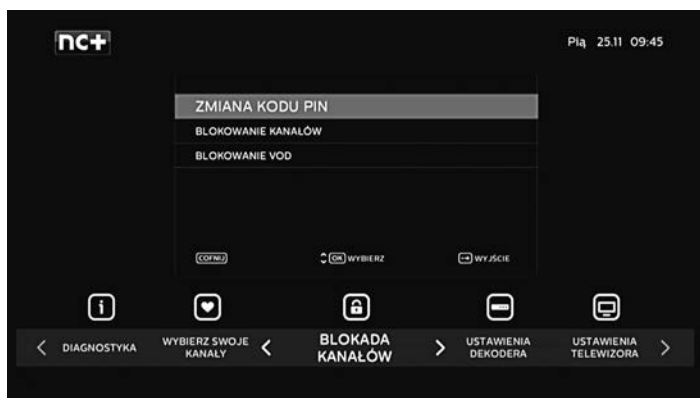 nc+
Pią 25.11 09:45
ZMIANA KODU PIN
BLOKOWANIE KANAŁÓW
BLOKOWANIE VOD
COFNIJ OK WYBIERZ WYJŚCIE
DIAGNOSTYKA
WYBIERZ SWOJE
KANAŁY
BLOKADA
KANAŁÓW
USTAWIENIA
DEKODERA
USTAWIENIA
TELEWIZORA